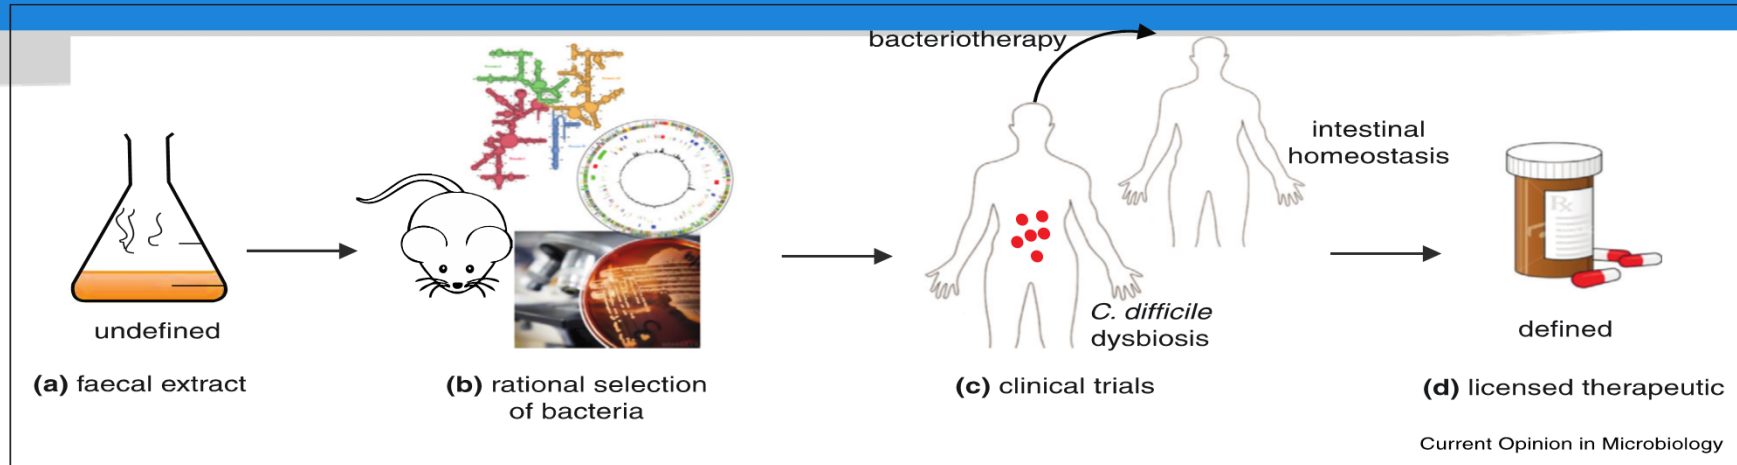 bacteriotherapy
intestinal
homeostasis
Rx
C. difficile
dysbiosis
undefined
defined
(a) faecal extract
(b) rational selection
of bacteria
(c) clinical trials
(d) licensed therapeutic
Current Opinion in Microbiology